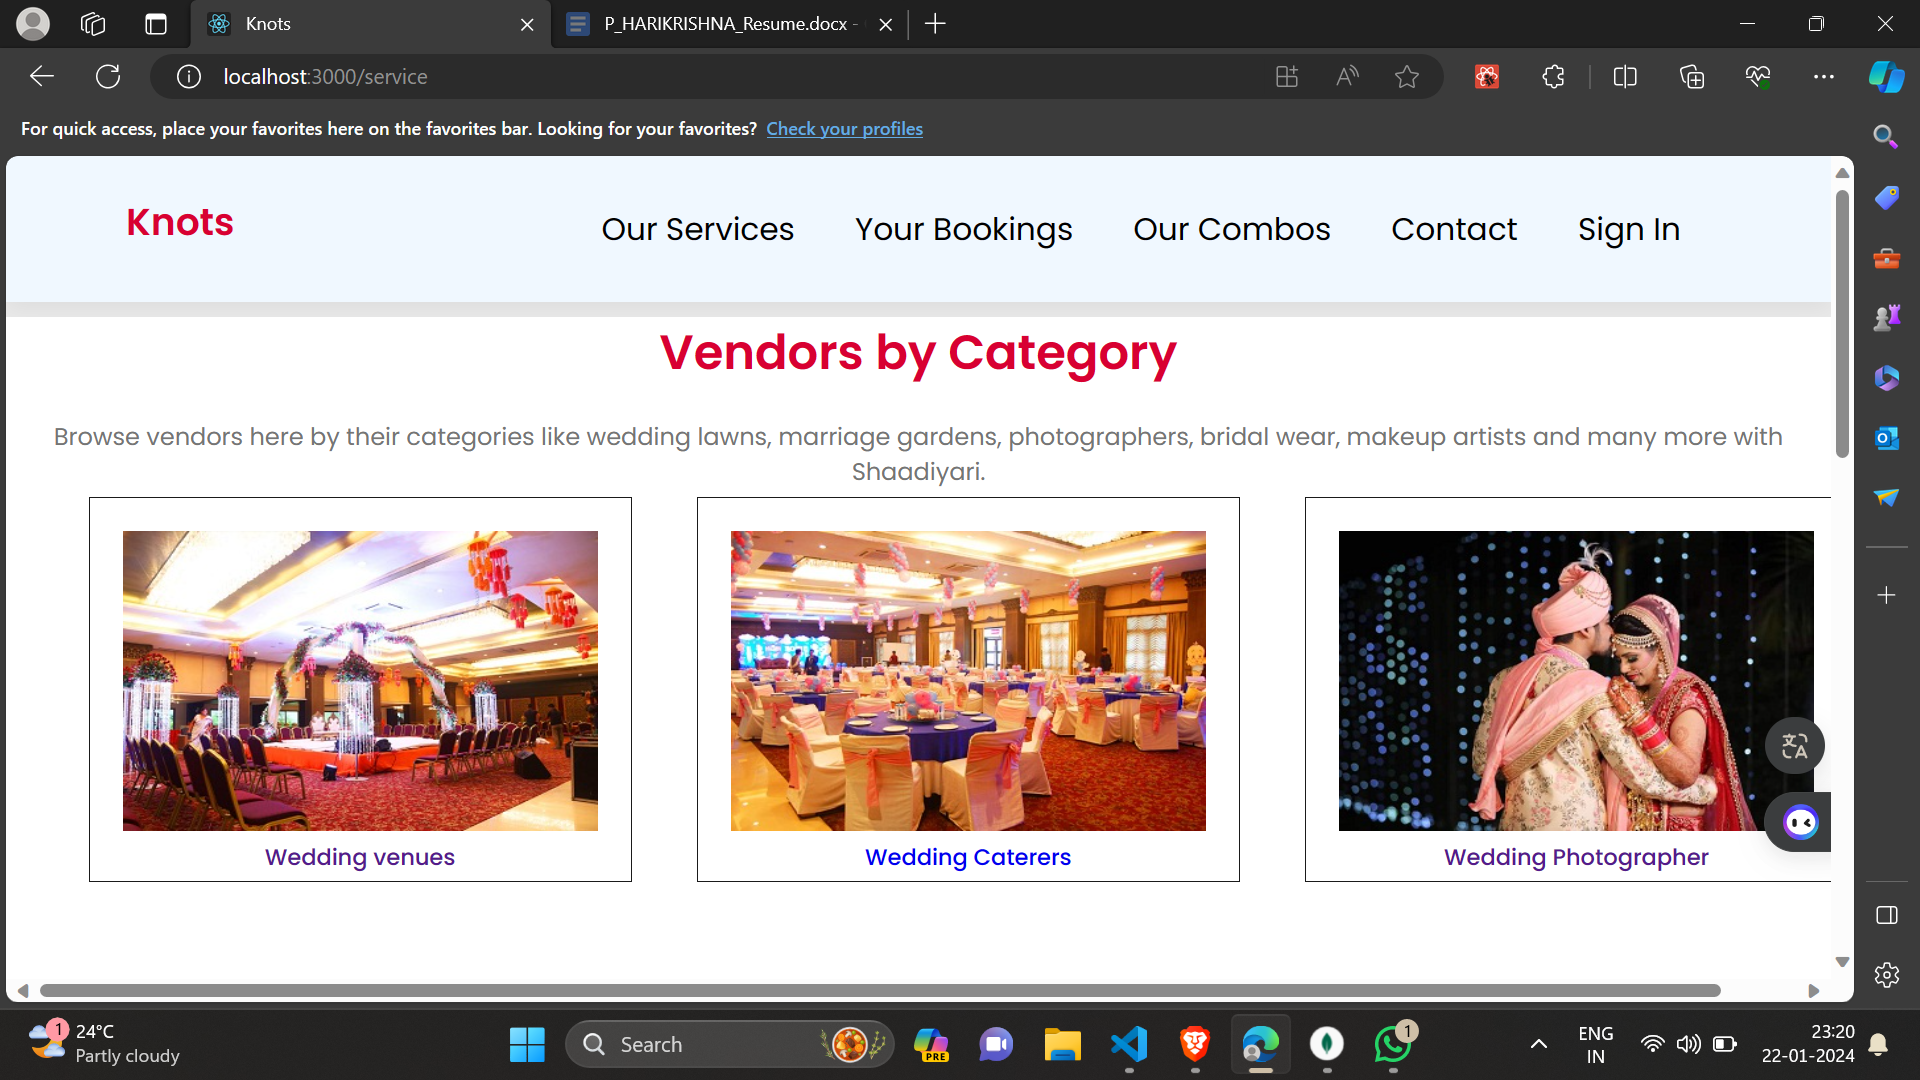 Knots
P_HARIKRISHNA_Resume.docx -
localhost:3000/service
For quick access, place your favorites here on the favorites bar. Looking for your favorites? Check your profiles
Knots
Our Services
Your Bookings
Our Combos
Contact
Sign In
Vendors by Category
Browse vendors here by their categories like wedding lawns, marriage gardens, photographers, bridal wear, makeup artists and many more with
Shaadiyari.
Wedding venues
Wedding Caterers
Wedding Photographer
1
24°C
Partly cloudy
Search
PRE
1
ENG
IN
23:20
22-01-2024